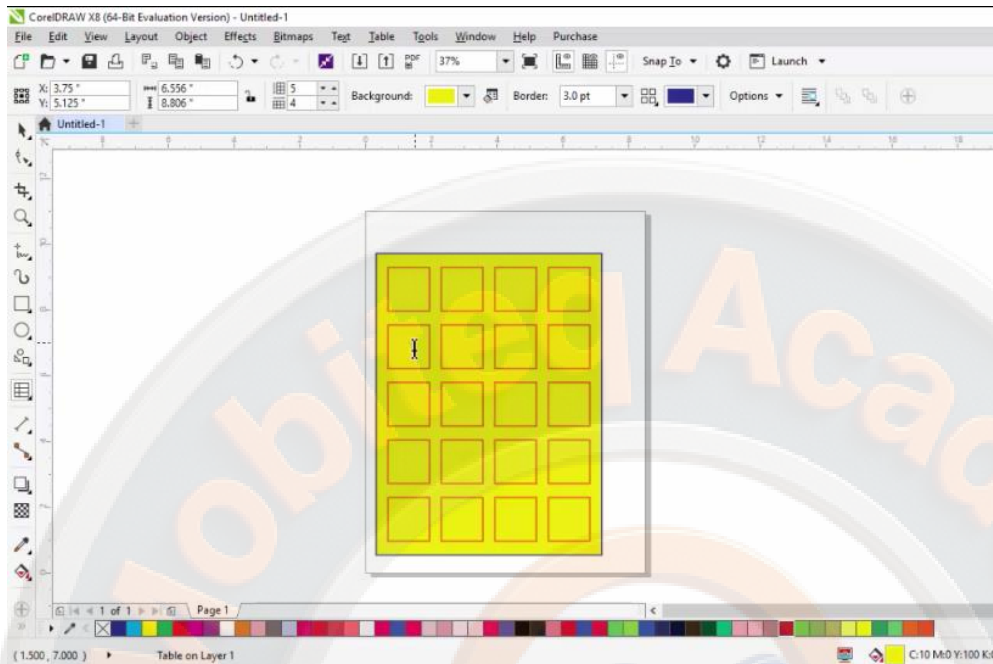 CorelDRAW X8 (64-Bit Evaluation Version) - Untitled-1
File Edit View Layout Object Effects Bitmaps Text Table Tools Window Help Purchase
PDF 37% Snap To Launch
X: 3.75 " 6.556 " 5 Background: Border: 3.0 pt Options
Y: 5.125 " 8.806 " 4
Untitled-1
obiteq Acad
1 of 1 Page 1
(1.500, 7.000 ) Table on Layer 1 C:10 M:0 Y:100 K: